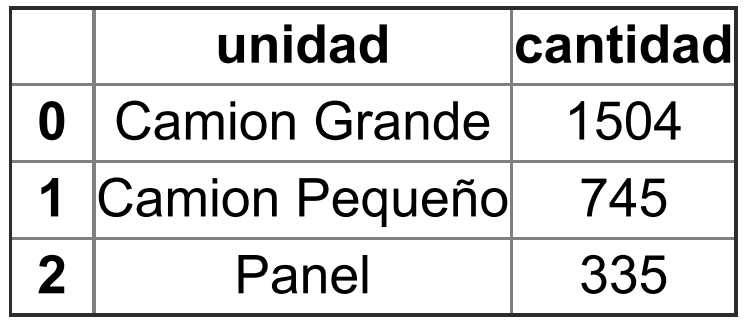 unidad cantidad
0 Camion Grande 1504
1 Camion Pequeño 745
2 Panel 335